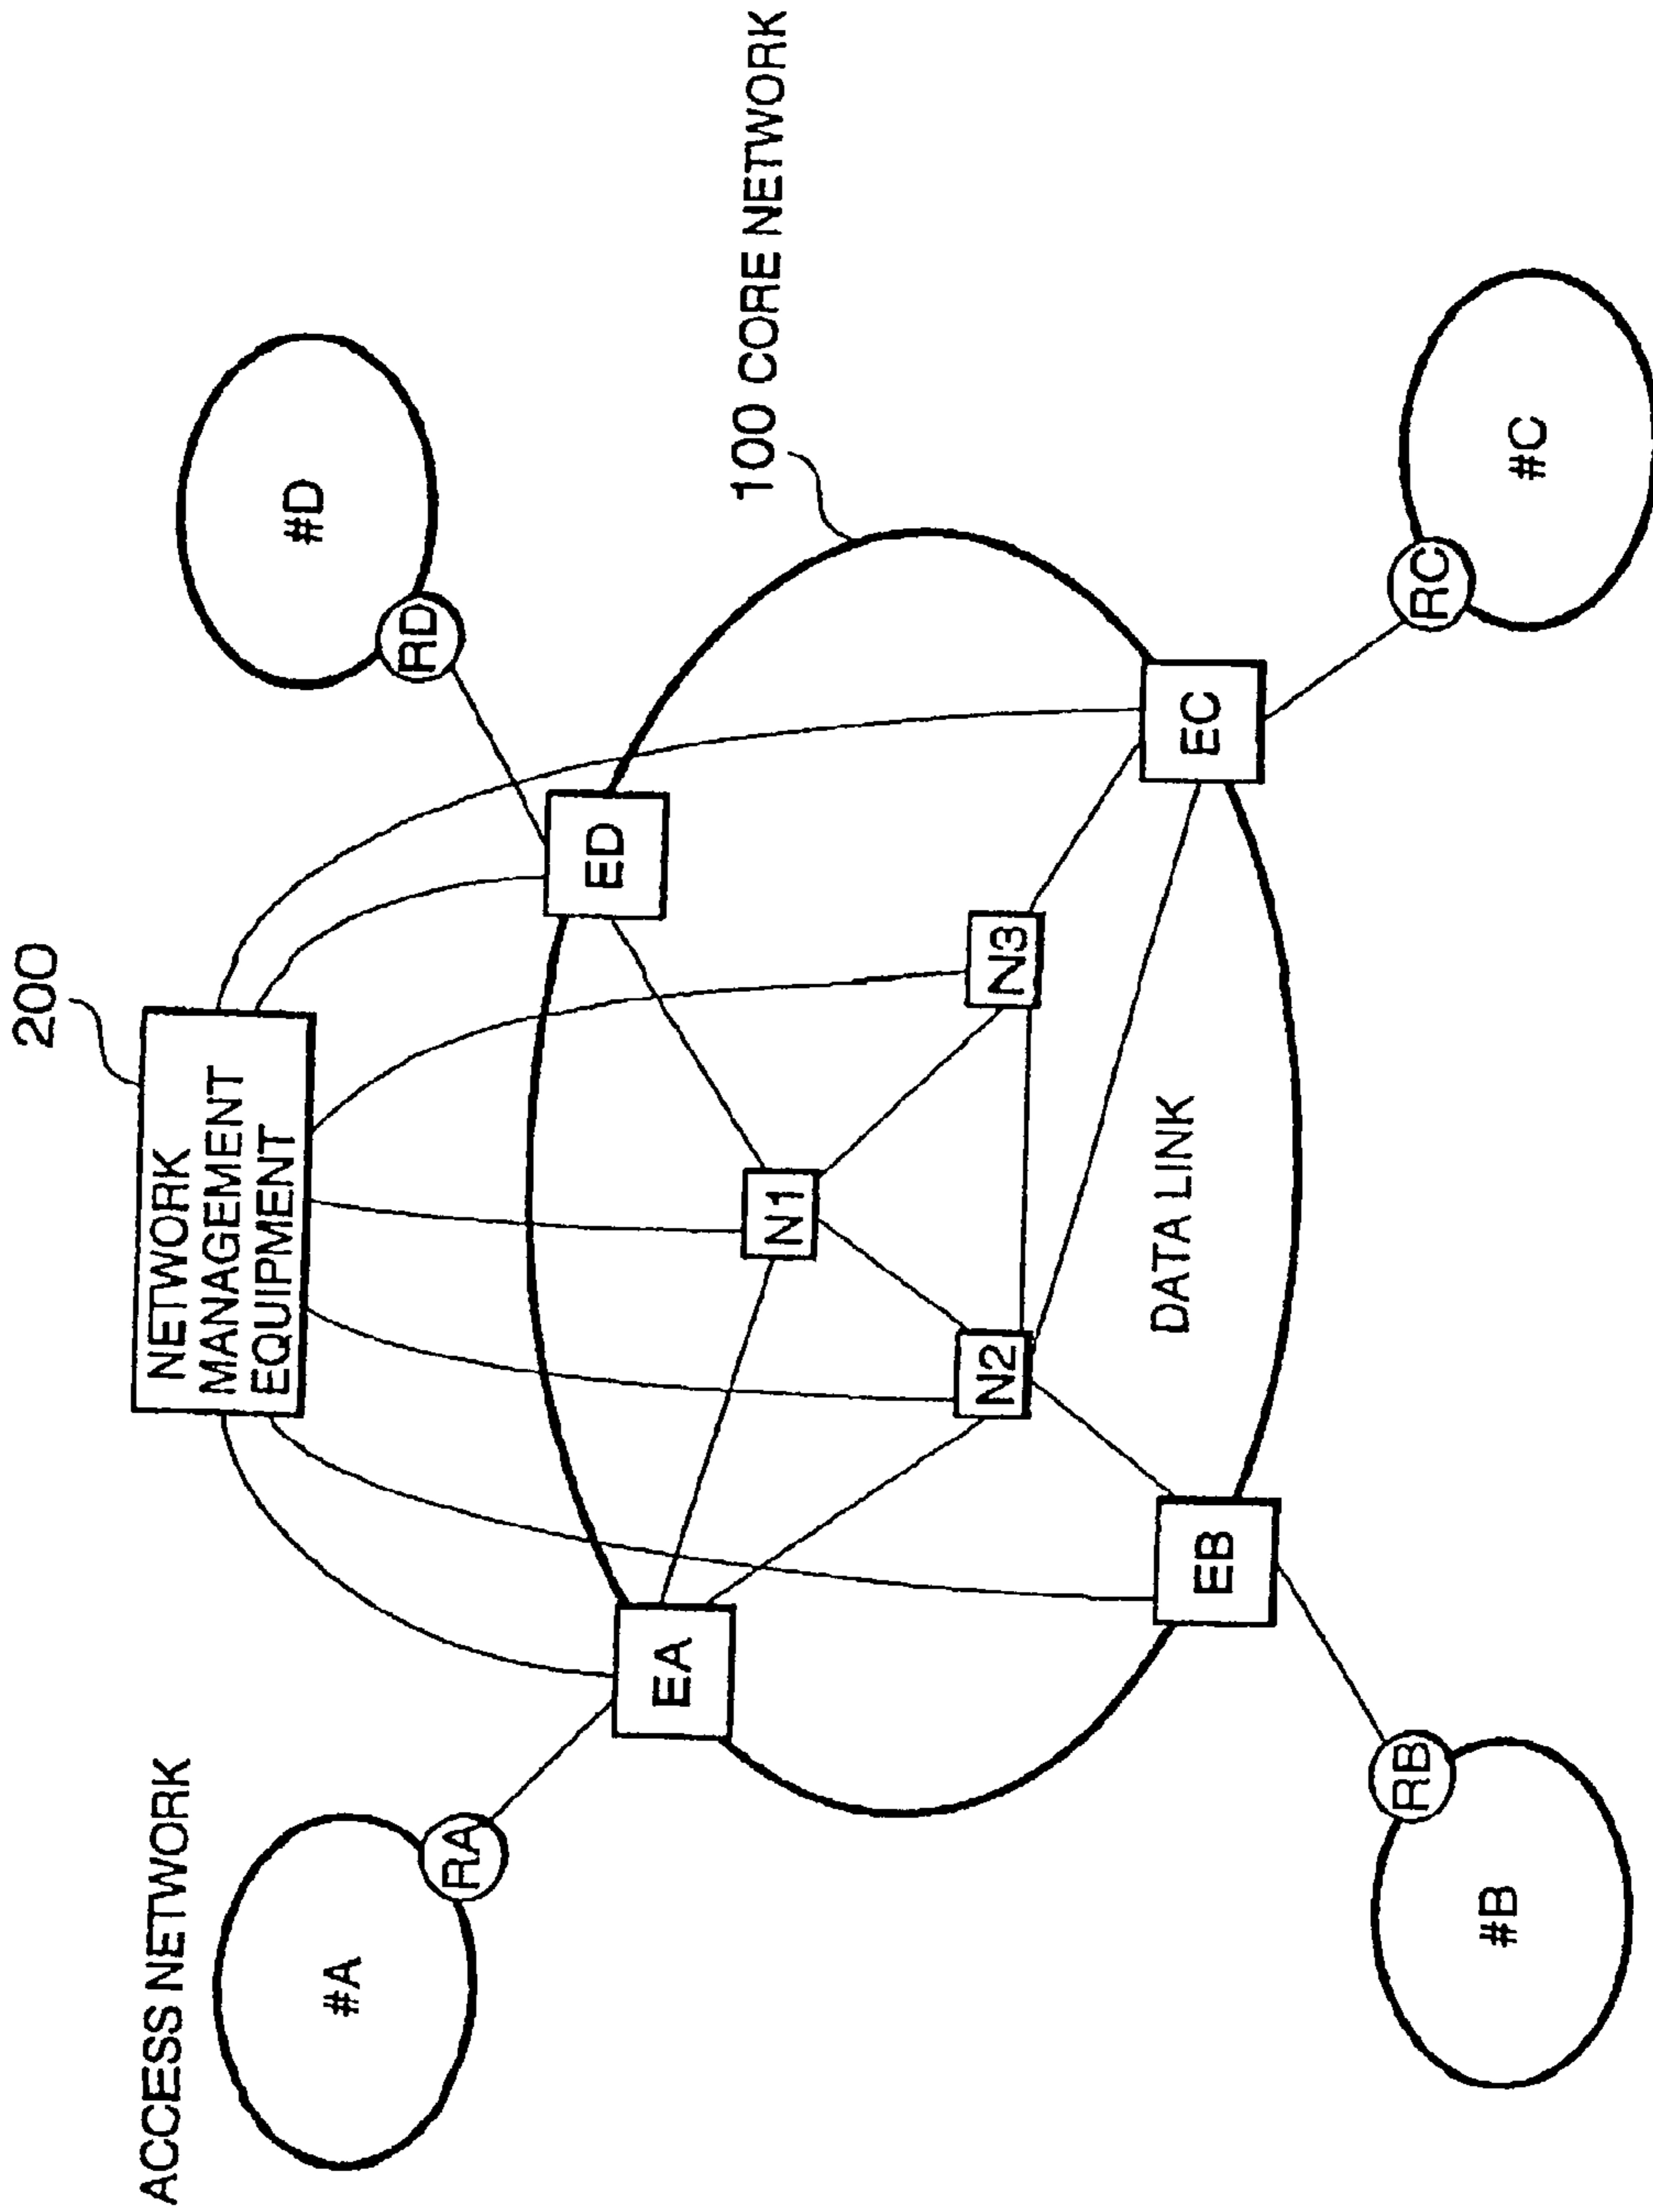 200
NETWORK
MANAGEMENT
EQUIPMENT
ACCESS NETWORK
#A
RA
#D
RD
100 CORE NETWORK
EA
ED
N1
N2
N3
DATA LINK
EB
EC
RB
#B
RC
#C